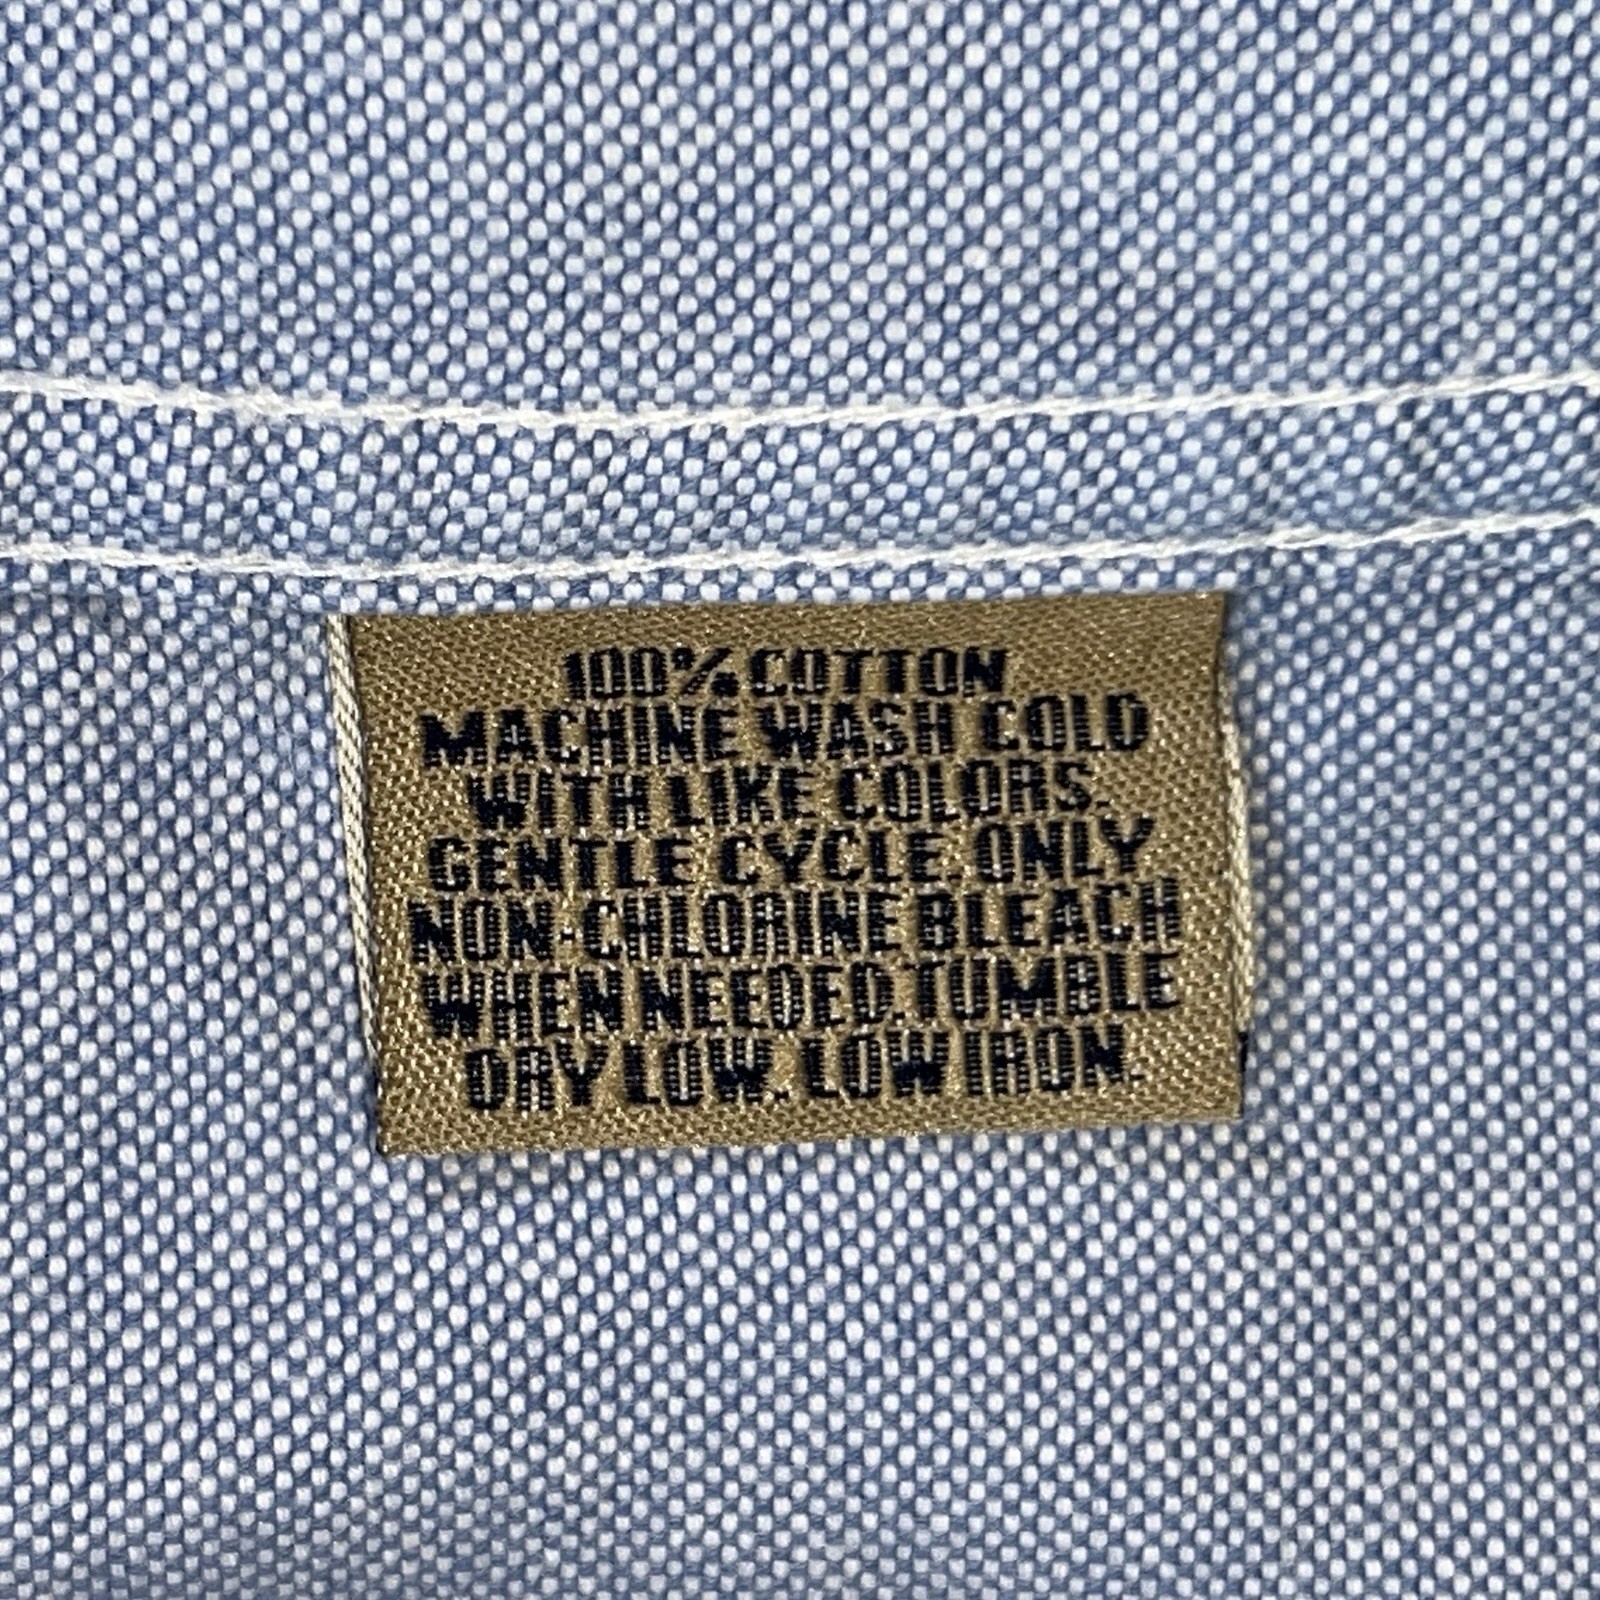 100% COTTON
MACHINE WASH COLD
WITH LIKE COLORS.
GENTLE CYCLE ONLY
NON-CHLORINE BLEACH
WHEN NEEDED. TUMBLE
DRY LOW. LOW IRON.